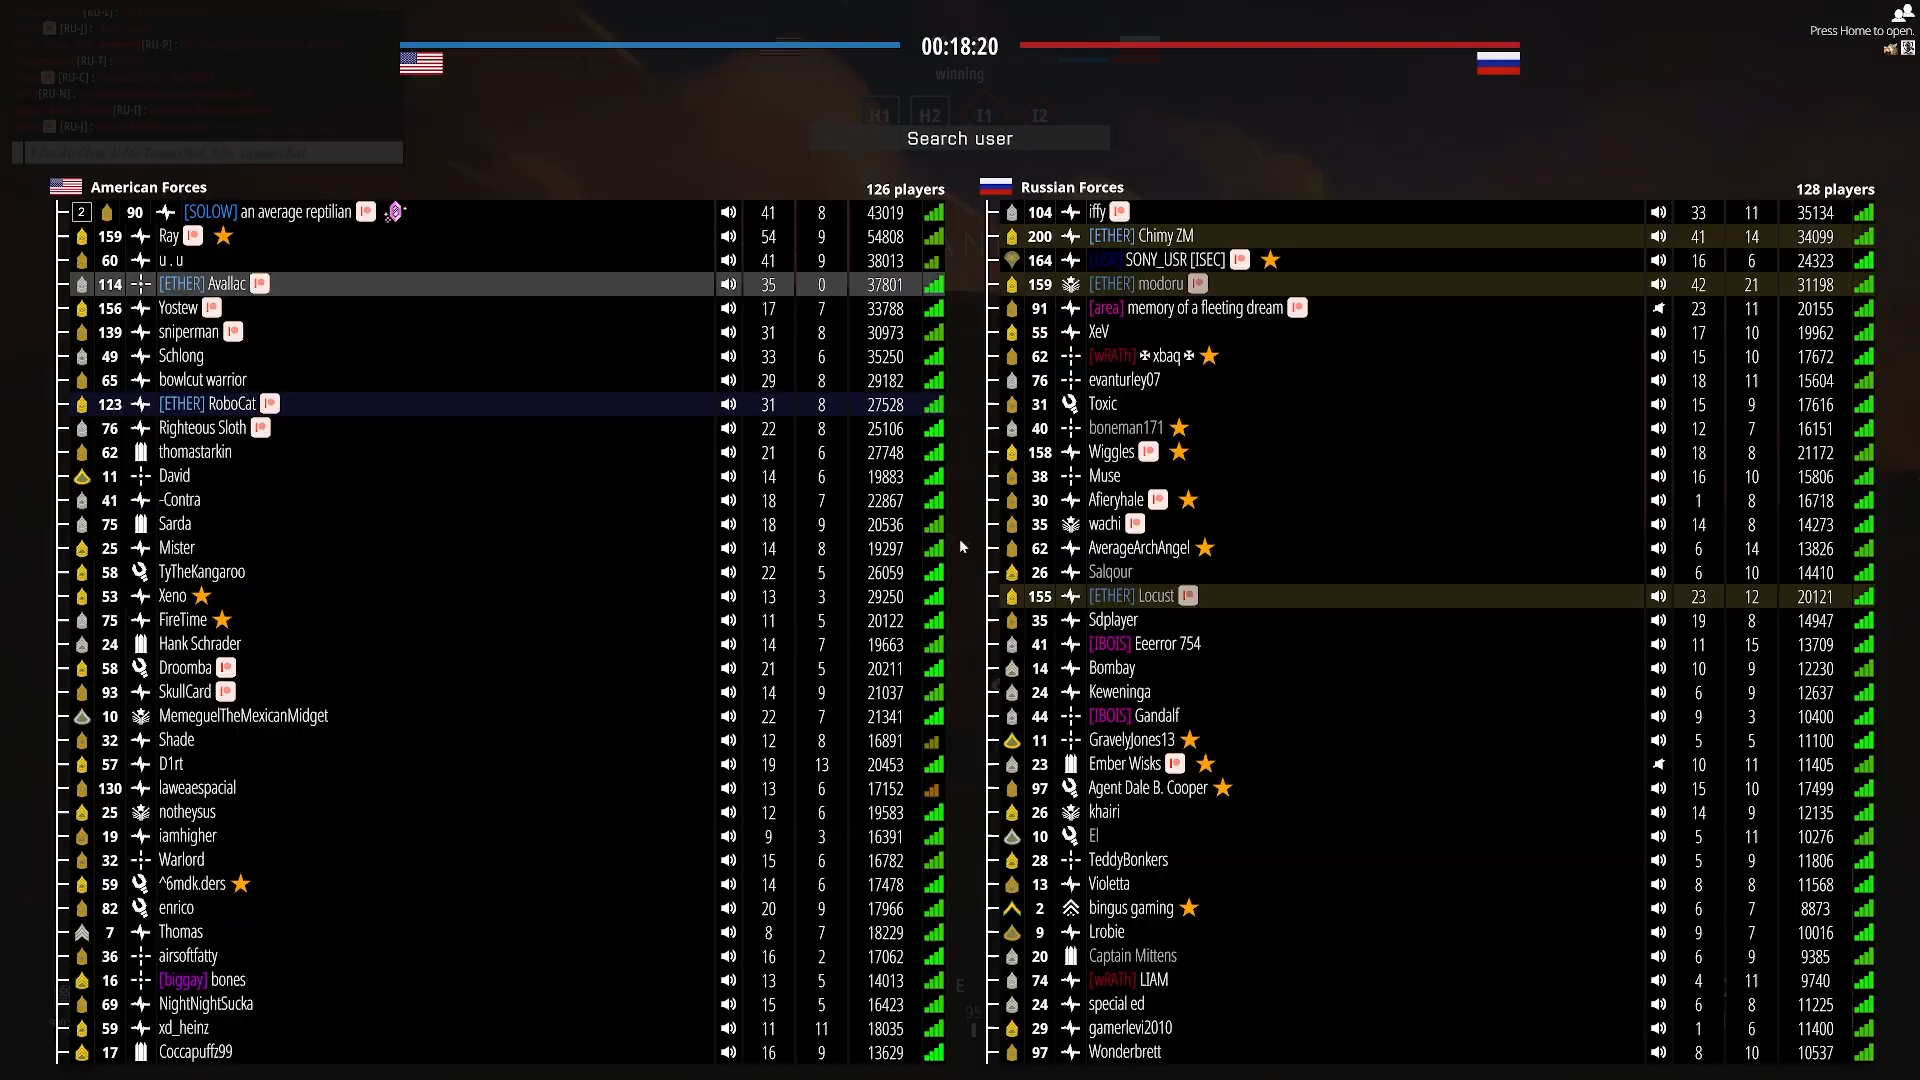 [RU-J] :
[RU-P] :
[RU-T] :
[RU-C] :
[RU-N] :
[RU-I] :
[RU-J] :
00:18:20
winning
Press Home to open.
H1 H2 I1 I2
Search user
American Forces 126 players
2 90 [SOLOW] an average reptilian 41 8 43019
159 Ray 54 9 54808
60 u . u 41 9 38013
114 [ETHER] Avallac 35 0 37801
156 Yostew 17 7 33788
139 sniperman 31 8 30973
49 Schlong 33 6 35250
65 bowlcut warrior 29 8 29182
123 [ETHER] RoboCat 31 8 27528
76 Righteous Sloth 22 8 25106
62 thomastarkin 21 6 27748
11 David 14 6 19883
41 -Contra 18 7 22867
75 Sarda 18 9 20536
25 Mister 14 8 19297
58 TyTheKangaroo 22 5 26059
53 Xeno 13 3 29250
75 FireTime 11 5 20122
24 Hank Schrader 14 7 19663
58 Droomba 21 5 20211
93 SkullCard 14 9 21037
10 MemeguelTheMexicanMidget 22 7 21341
32 Shade 12 8 16891
57 D1rt 19 13 20453
130 laweaespacial 13 6 17152
25 notheysus 12 6 19583
19 iamhigher 9 3 16391
32 Warlord 15 6 16782
59 ^6mdk.ders 14 6 17478
82 enrico 20 9 17966
7 Thomas 8 7 18229
36 airsoftfatty 16 2 17062
16 [biggay] bones 13 5 14013
69 NightNightSucka 15 5 16423
59 xd_heinz 11 11 18035
17 Coccapuffz99 16 9 13629
Russian Forces 128 players
104 iffy 33 11 35134
200 [ETHER] Chimy ZM 41 14 34099
164 SONY_USR [ISEC] 16 6 24323
159 [ETHER] modoru 42 21 31198
91 [area] memory of a fleeting dream 23 11 20155
55 XeV 17 10 19962
62 [wRATh] ✠ xbaq ✠ 15 10 17672
76 evanturley07 18 11 15604
31 Toxic 15 9 17616
40 boneman171 12 7 16151
158 Wiggles 18 8 21172
38 Muse 16 10 15806
30 Afieryhale 1 8 16718
35 wachi 14 8 14273
62 AverageArchAngel 6 14 13826
26 Salqour 6 10 14410
155 [ETHER] Locust 23 12 20121
35 Sdplayer 19 8 14947
41 [IBOIS] Eeerror 754 11 15 13709
14 Bombay 10 9 12230
24 Keweninga 6 9 12637
44 [IBOIS] Gandalf 9 3 10400
11 GravelyJones13 5 5 11100
23 Ember Wisks 10 11 11405
97 Agent Dale B. Cooper 15 10 17499
26 khairi 14 9 12135
10 El 5 11 10276
28 TeddyBonkers 5 9 11806
13 Violetta 8 8 11568
2 bingus gaming 6 7 8873
9 Lrobie 9 7 10016
20 Captain Mittens 6 9 9385
74 [wRATh] LIAM 4 11 9740
24 special ed 6 8 11225
29 gamerlevi2010 1 6 11400
97 Wonderbrett 8 10 10537
E
95